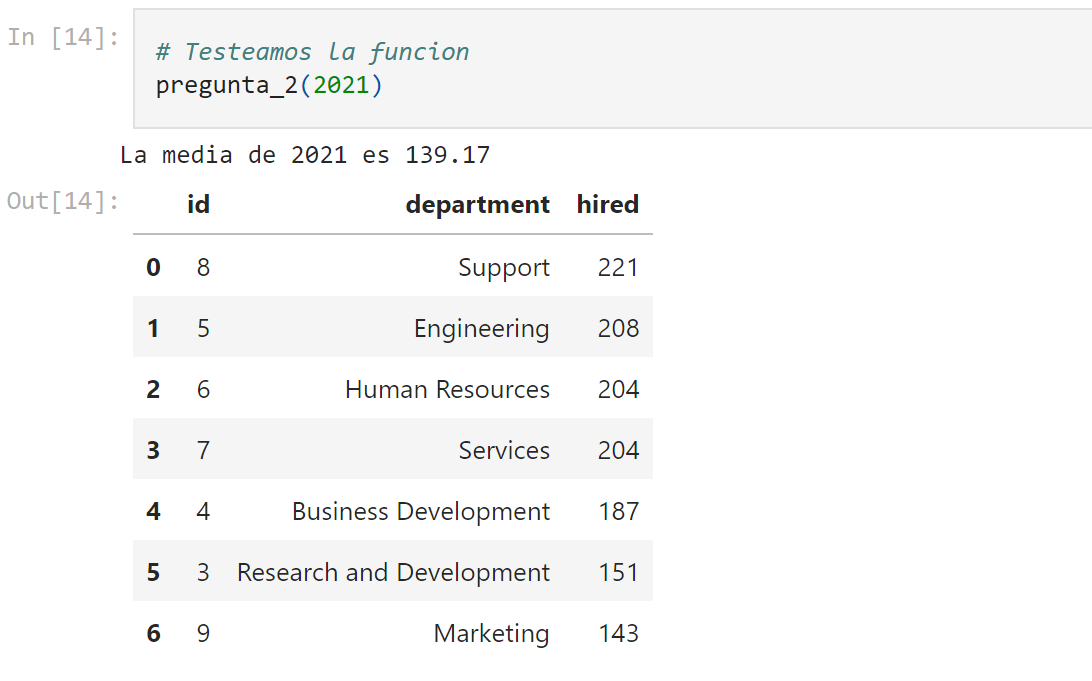 In [14]:
# Testeamos la funcion
pregunta_2(2021)
La media de 2021 es 139.17
Out[14]:
id department hired
0 8 Support 221
1 5 Engineering 208
2 6 Human Resources 204
3 7 Services 204
4 4 Business Development 187
5 3 Research and Development 151
6 9 Marketing 143